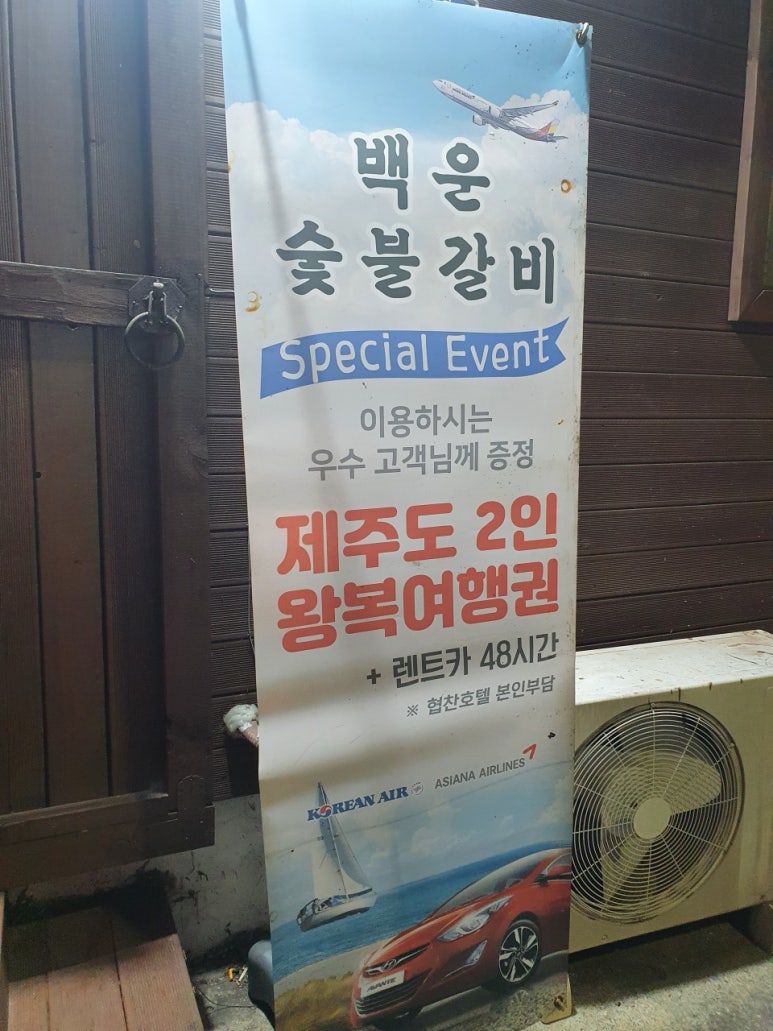 백운
숯불갈비
Special Event
이용하시는
우수 고객님께 증정
제주도 2인
왕복여행권
+ 렌트카 48시간
※ 협찬호텔 본인부담
KOREAN AIR ASIANA AIRLINES
AVANTE